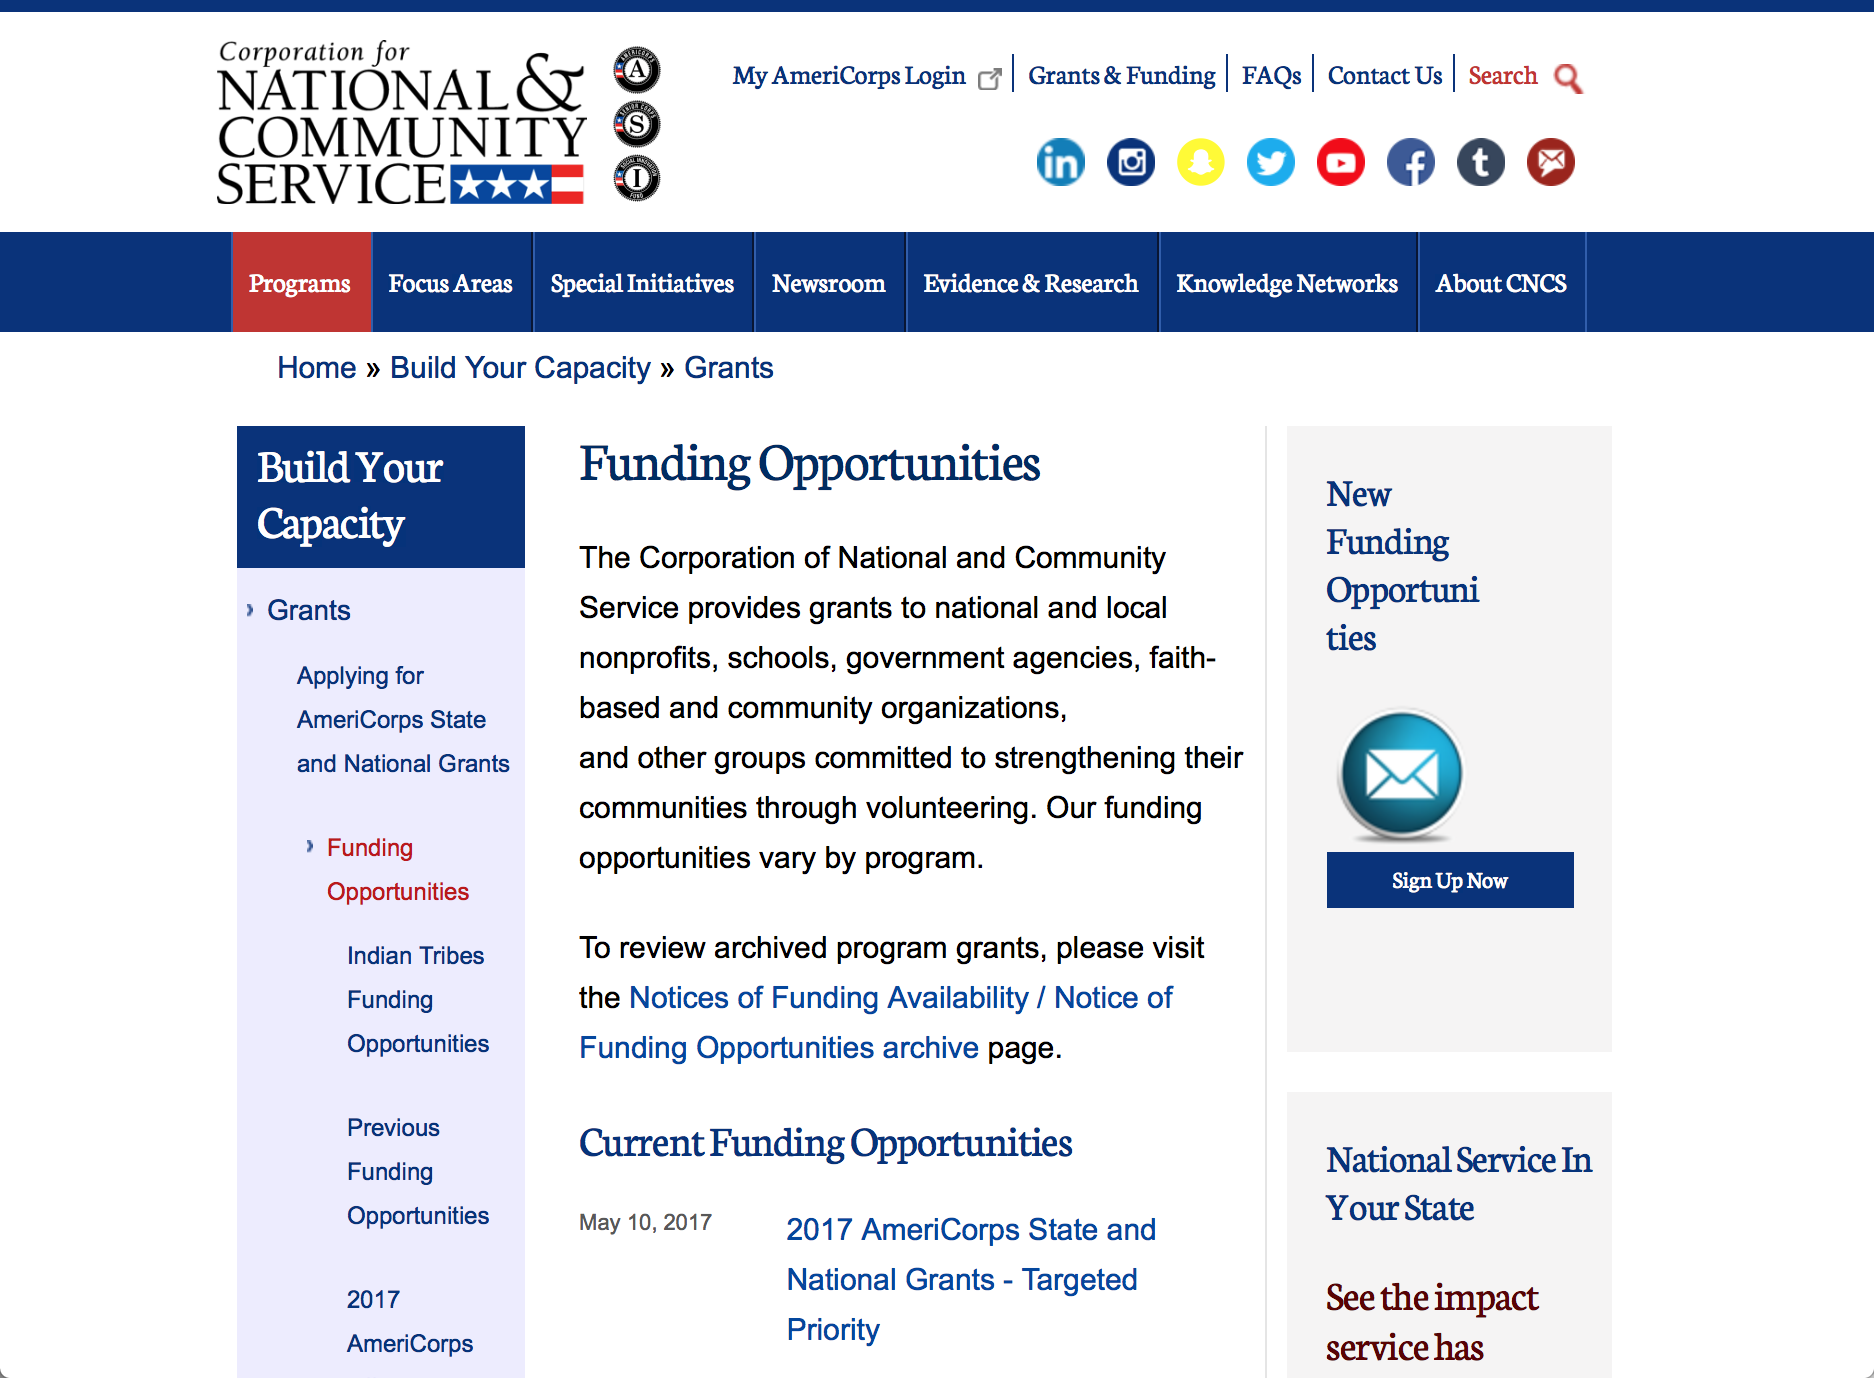 Corporation for
NATIONAL &
COMMUNITY
SERVICE
A
S
I
My AmeriCorps Login
Grants & Funding
FAQs
Contact Us
Search
Programs
Focus Areas
Special Initiatives
Newsroom
Evidence & Research
Knowledge Networks
About CNCS
Home » Build Your Capacity » Grants
Build Your
Capacity
Grants
Applying for
AmeriCorps State
and National Grants
Funding
Opportunities
Indian Tribes
Funding
Opportunities
Previous
Funding
Opportunities
2017
AmeriCorps
Funding Opportunities
The Corporation of National and Community
Service provides grants to national and local
nonprofits, schools, government agencies, faith-
based and community organizations,
and other groups committed to strengthening their
communities through volunteering. Our funding
opportunities vary by program.
To review archived program grants, please visit
the Notices of Funding Availability / Notice of
Funding Opportunities archive page.
Current Funding Opportunities
May 10, 2017
2017 AmeriCorps State and
National Grants - Targeted
Priority
New
Funding
Opportuni
ties
Sign Up Now
National Service In
Your State
See the impact
service has